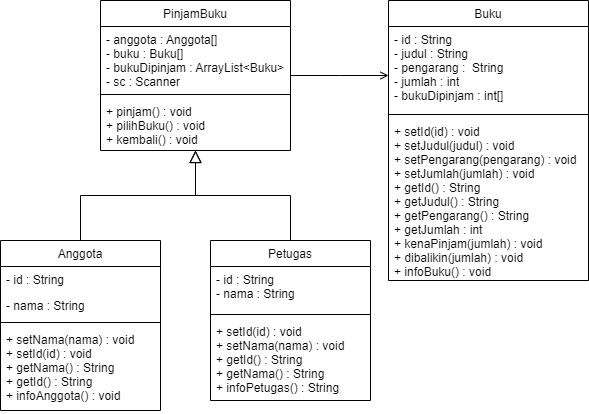 PinjamBuku
- anggota : Anggota[]
- buku : Buku[]
- bukuDipinjam : ArrayList<Buku>
- sc : Scanner
+ pinjam() : void
+ pilihBuku() : void
+ kembali() : void
Buku
- id : String
- judul : String
- pengarang :  String
- jumlah : int
- bukuDipinjam : int[]
+ setId(id) : void
+ setJudul(judul) : void
+ setPengarang(pengarang) : void
+ setJumlah(jumlah) : void
+ getId() : String
+ getJudul() : String
+ getPengarang() : String
+ getJumlah : int
+ kenaPinjam(jumlah) : void
+ dibalikin(jumlah) : void
+ infoBuku() : void
Anggota
- id : String
- nama : String
+ setNama(nama) : void
+ setId(id) : void
+ getNama() : String
+ getId() : String
+ infoAnggota() : void
Petugas
- id : String
- nama : String
+ setId(id) : void
+ setNama(nama) : void
+ getId() : String
+ getNama() : String
+ infoPetugas() : String